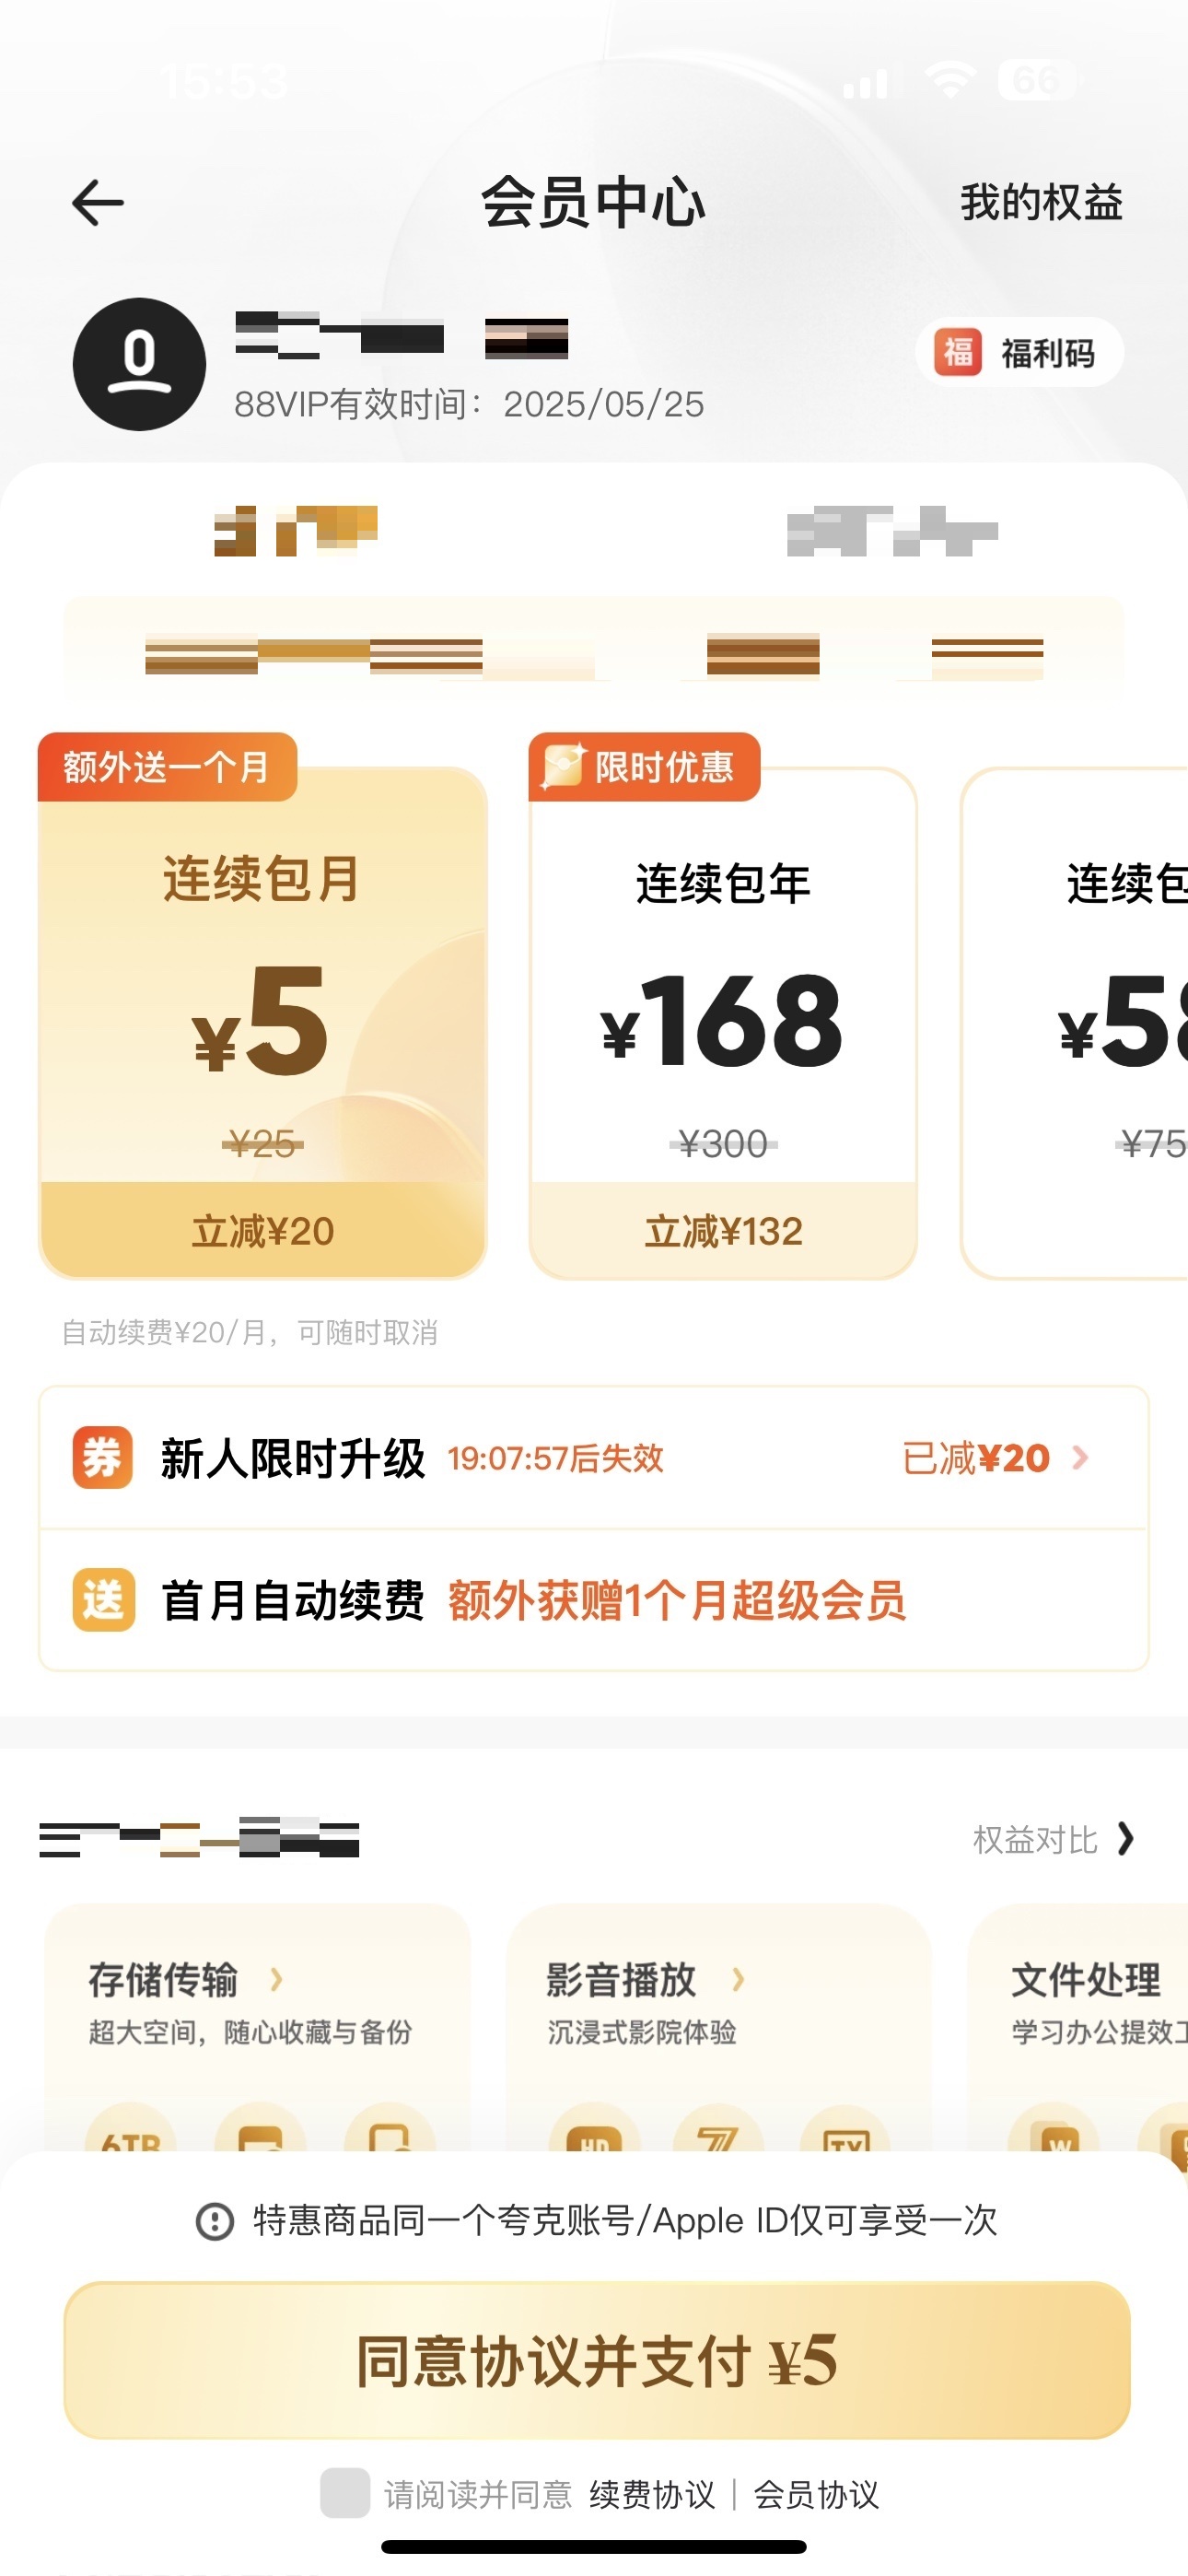 15:53
66
会员中心
我的权益
88VIP有效时间：2025/05/25
福 福利码
额外送一个月
连续包月
¥5
¥25
立减¥20
限时优惠
连续包年
¥168
¥300
立减¥132
连续包
¥5
¥75
自动续费¥20/月，可随时取消
券 新人限时升级 19:07:57后失效 已减¥20
送 首月自动续费 额外获赠1个月超级会员
权益对比
存储传输
超大空间，随心收藏与备份
6TB
影音播放
沉浸式影院体验
HD
文件处理
学习办公提效
W
特惠商品同一个夸克账号/Apple ID仅可享受一次
同意协议并支付 ¥5
请阅读并同意 续费协议 | 会员协议